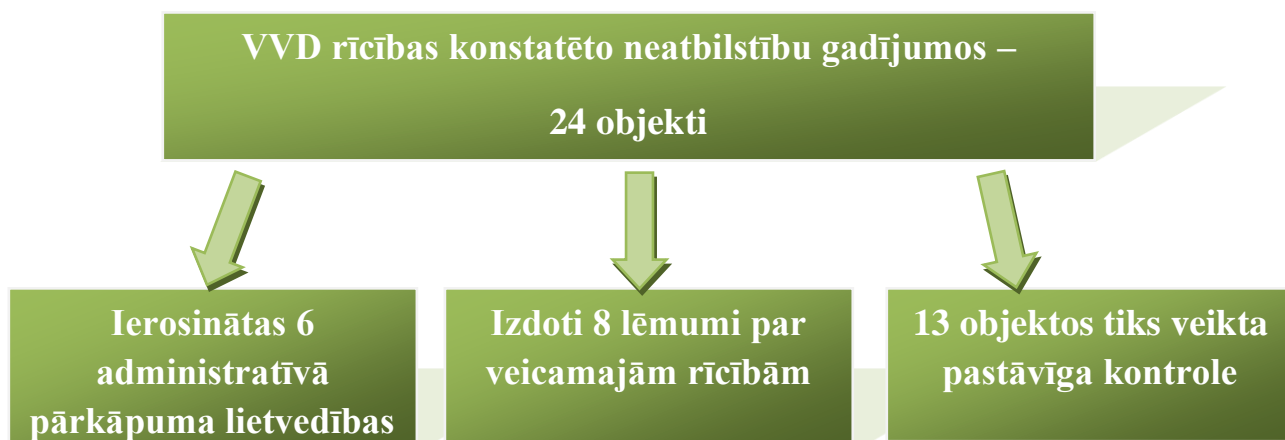 VVD rīcības konstatēto neatbilstību gadījumos –
24 objekti
Ierosinātas 6
administratīvā
pārkāpuma lietvedības
Izdoti 8 lēmumi par
veicamajām rīcībām
13 objektos tiks veikta
pastāvīga kontrole